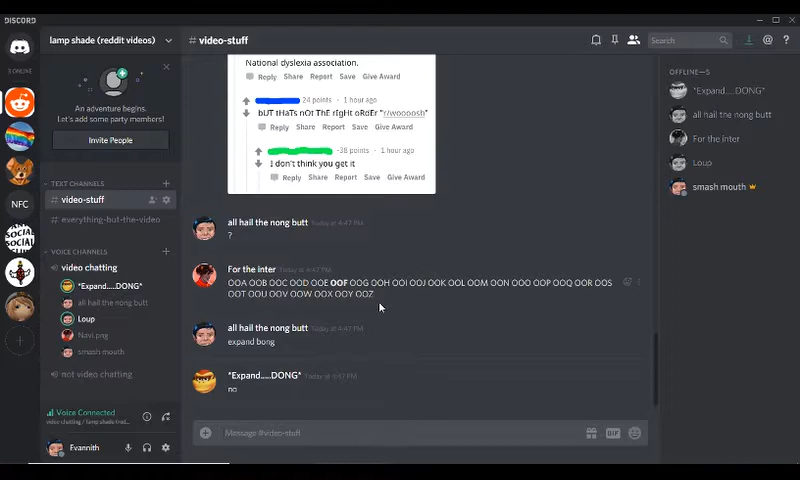 DISCORD
lamp shade (reddit videos)
# video-stuff
Search
An adventure begins.
Let's add some party members!
Invite People
TEXT CHANNELS
# video-stuff
# everything-but-the-video
VOICE CHANNELS
video chatting
*Expand.....DONG*
all hail the nong butt
Loup
Navi.png
smash mouth
not video chatting
Voice Connected
video chatting / lamp shade (red...
Evannith
NFC
ANTI
SOCIAL
SOCIAL
CLUB
National dyslexia association.
Reply Share Report Save Give Award
24 points · 1 hour ago
bUT tHaTs nOt ThE rIgHt oRdEr "r/woooosh"
Reply Share Report Save Give Award
-38 points · 1 hour ago
I don't think you get it
Reply Share Report Save Give Award
all hail the nong butt Today at 4:47 PM
?
For the inter Today at 4:47 PM
OOA OOB OOC OOD OOE OOF OOG OOH OOI OOJ OOK OOL OOM OON OOO OOP OOQ OOR OOS
OOT OOU OOV OOW OOX OOY OOZ
all hail the nong butt Today at 4:47 PM
expand bong
*Expand.....DONG* Today at 4:47 PM
no
Message #video-stuff
GIF
OFFLINE—5
*Expand.....DONG*
all hail the nong butt
For the inter
Loup
smash mouth